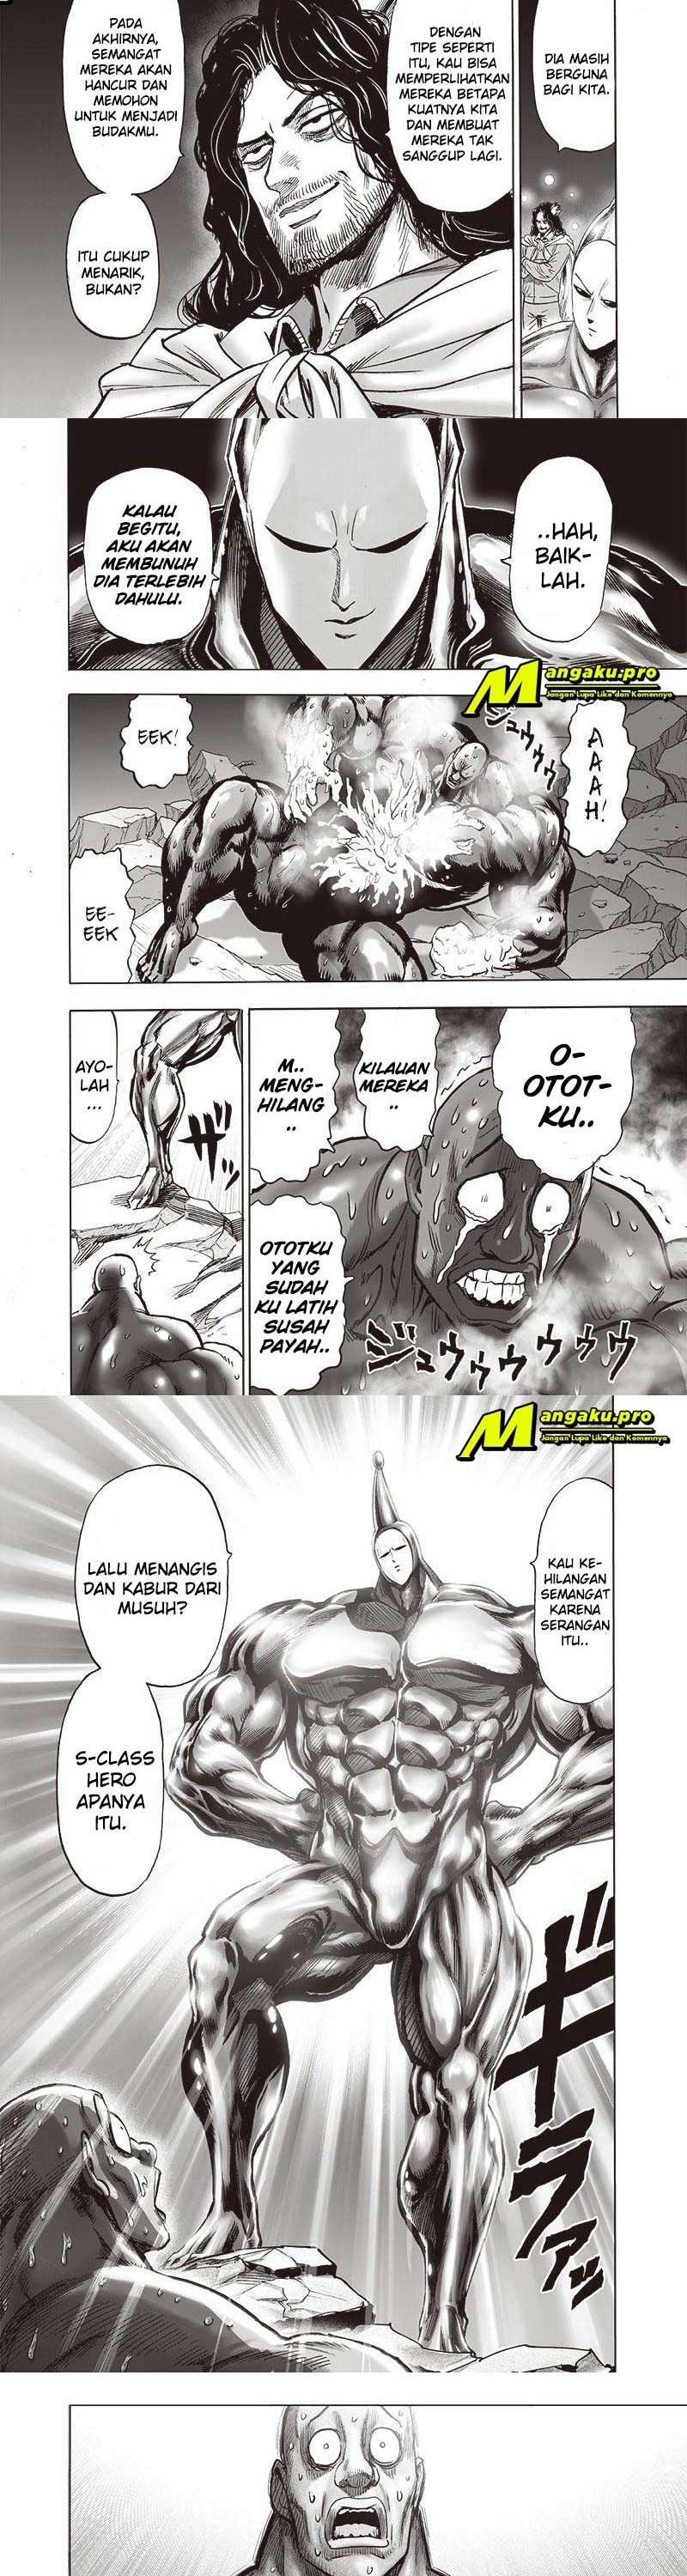 DIA MASIH
BERGUNA
BAGI KITA.
DENGAN
TIPE SEPERTI
ITU, KAU BISA
MEMPERLIHATKAN
MEREKA BETAPA
KUATNYA KITA
DAN MEMBUAT
MEREKA TAK
SANGGUP LAGI.
PADA
AKHIRNYA,
SEMANGAT
MEREKA AKAN
HANCUR DAN
MEMOHON
UNTUK MENJADI
BUDAKMU.
ITU CUKUP
MENARIK,
BUKAN?
..HAH,
BAIK-
LAH.
KALAU
BEGITU,
AKU AKAN
MEMBUNUH
DIA TERLEBIH
DAHULU.
Mangaku.pro
Jangan Lupa Like dan Komennya
A
A
A
H!
ジュウウウウ
EEK!
EE-
EEK
O-
OTOT-
KU..
KILAUAN
MEREKA
..
M..
MENG-
HILANG
..
OTOTKU
YANG
SUDAH
KU LATIH
SUSAH
PAYAH..
ジュウウウウウウ
AYO-
LAH
...
ザッ
Mangaku.pro
Jangan Lupa Like dan Komennya
KAU KE-
HILANGAN
SEMANGAT
KARENA
SERANGAN
ITU..
LALU MENANGIS
DAN KABUR DARI
MUSUH?
S-CLASS
HERO
APANYA
ITU.
ギラァッ